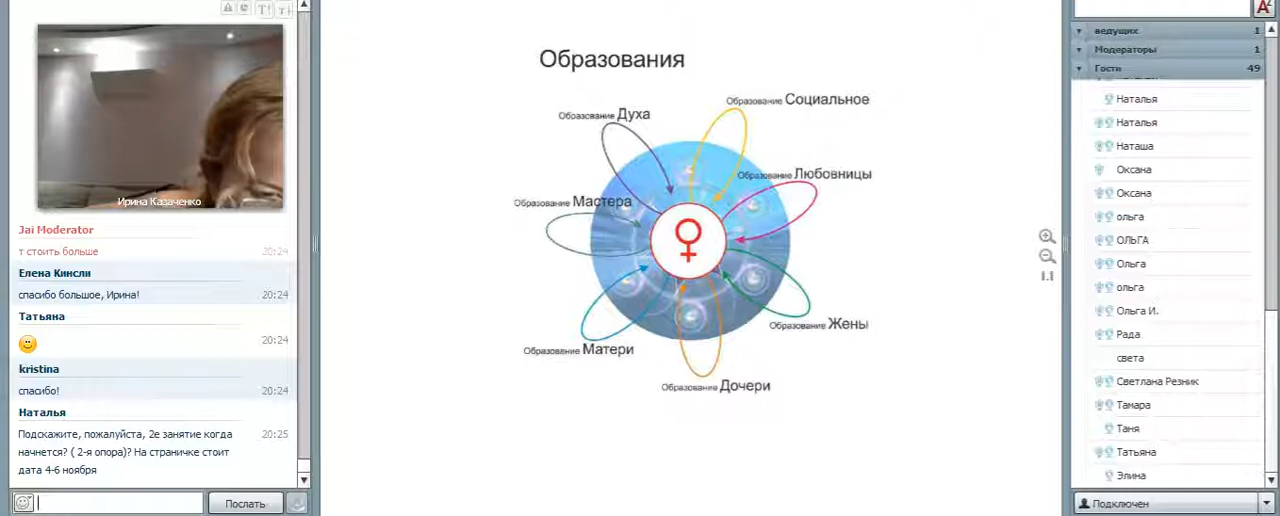 Ирина Казаченко
Jai Moderator
т стоить больше 20:24
Елена Кинсли
спасибо большое, Ирина! 20:24
Татьяна
20:24
kristina
спасибо! 20:24
Наталья
Подскажите, пожалуйста, 2е занятие когда 20:25
начнется? ( 2-я опора)? На страничке стоит
дата 4-6 ноября
Послать
Образования
Образование Социальное
Образование Духа
Образование Любовницы
Образование Мастера
Образование Жены
Образование Матери
Образование Дочери
1:1
ведущих 1
Модераторы 1
Гости 49
Наталья
Наталья
Наташа
Оксана
Оксана
ольга
ОЛЬГА
Ольга
ольга
Ольга И.
Рада
света
Светлана Резник
Тамара
Таня
Татьяна
Элина
Подключен